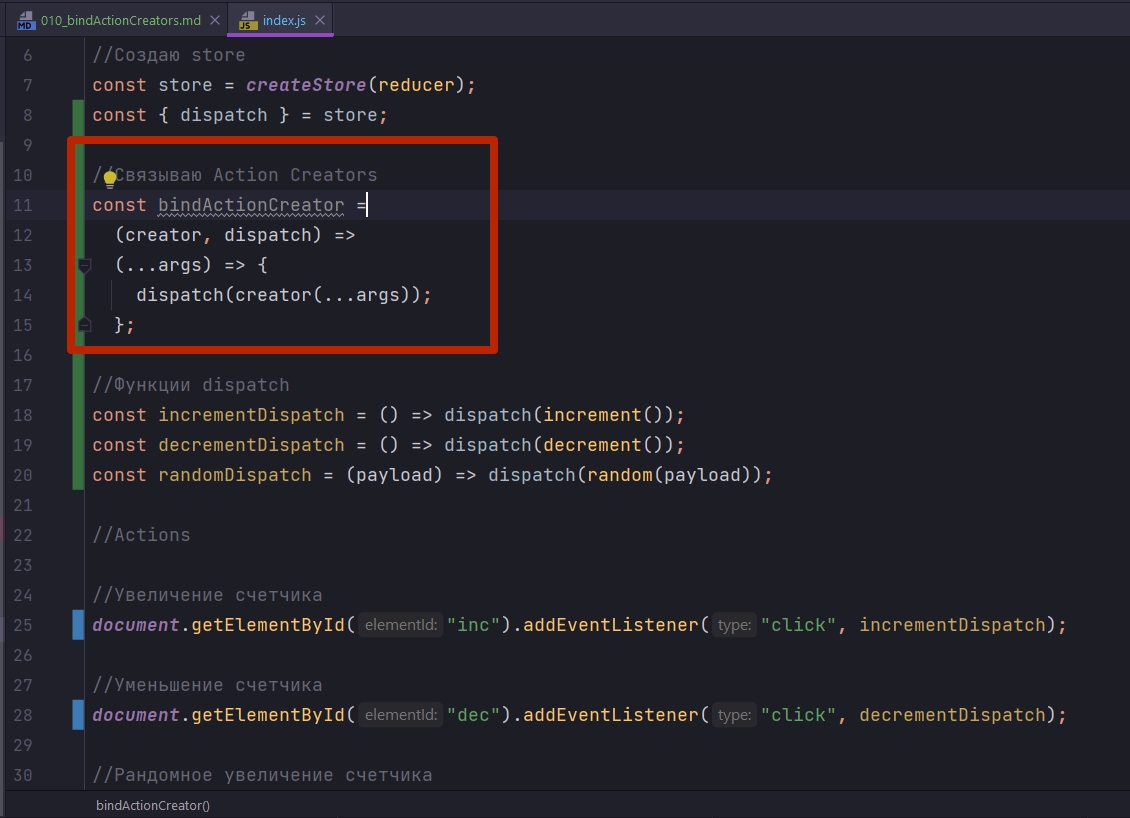 MD 010_bindActionCreators.md JS index.js
6 //Создаю store
7 const store = createStore(reducer);
8 const { dispatch } = store;
9
10 //Связываю Action Creators
11 const bindActionCreator =
12 (creator, dispatch) =>
13 (...args) => {
14 dispatch(creator(...args));
15 };
16
17 //Функции dispatch
18 const incrementDispatch = () => dispatch(increment());
19 const decrementDispatch = () => dispatch(decrement());
20 const randomDispatch = (payload) => dispatch(random(payload));
21
22 //Actions
23
24 //Увеличение счетчика
25 document.getElementById( elementId: "inc").addEventListener( type: "click", incrementDispatch);
26
27 //Уменьшение счетчика
28 document.getElementById( elementId: "dec").addEventListener( type: "click", decrementDispatch);
29
30 //Рандомное увеличение счетчика
bindActionCreator()